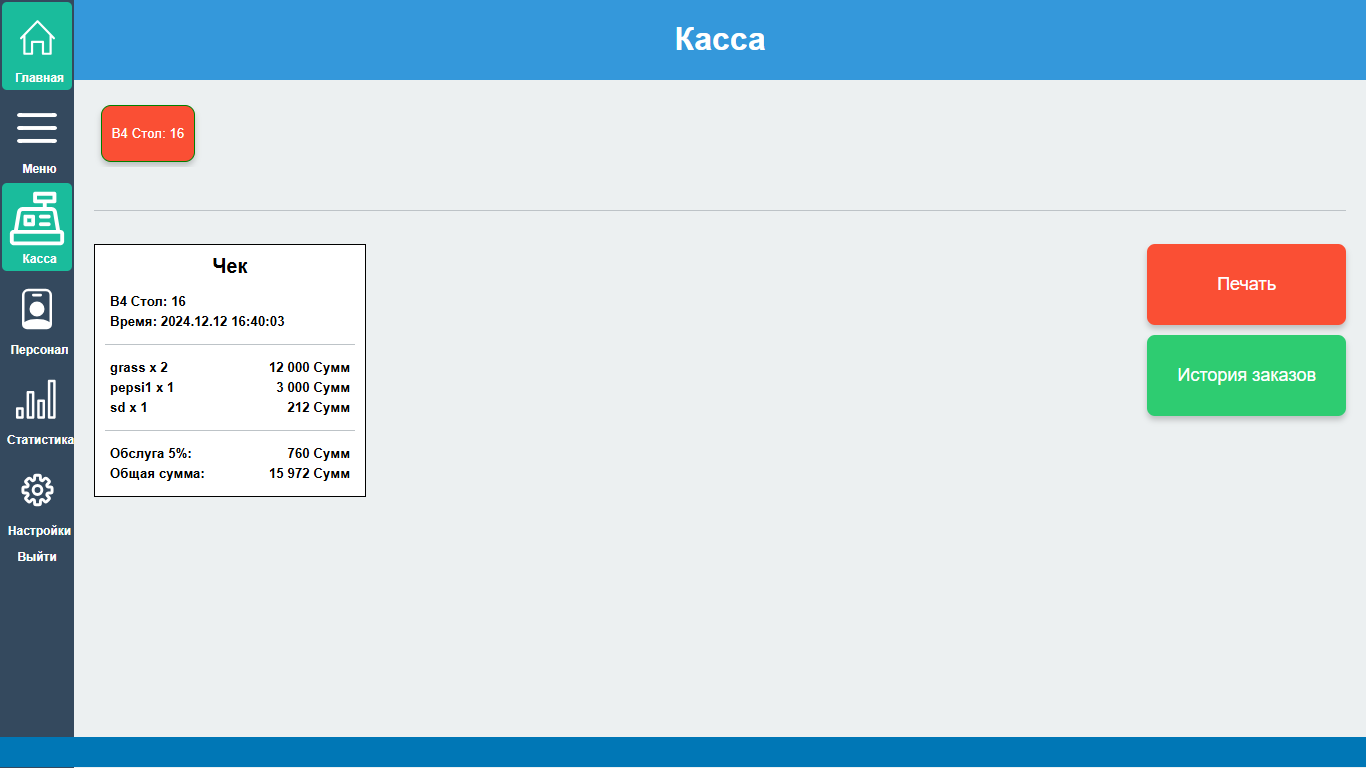 Касса
Главная
Меню
Касса
Персонал
Статистика
Настройки
Выйти
B4 Стол: 16
Чек
B4 Стол: 16
Время: 2024.12.12 16:40:03
grass x 2 12 000 Сумм
pepsi1 x 1 3 000 Сумм
sd x 1 212 Сумм
Обслуга 5%: 760 Сумм
Общая сумма: 15 972 Сумм
Печать
История заказов